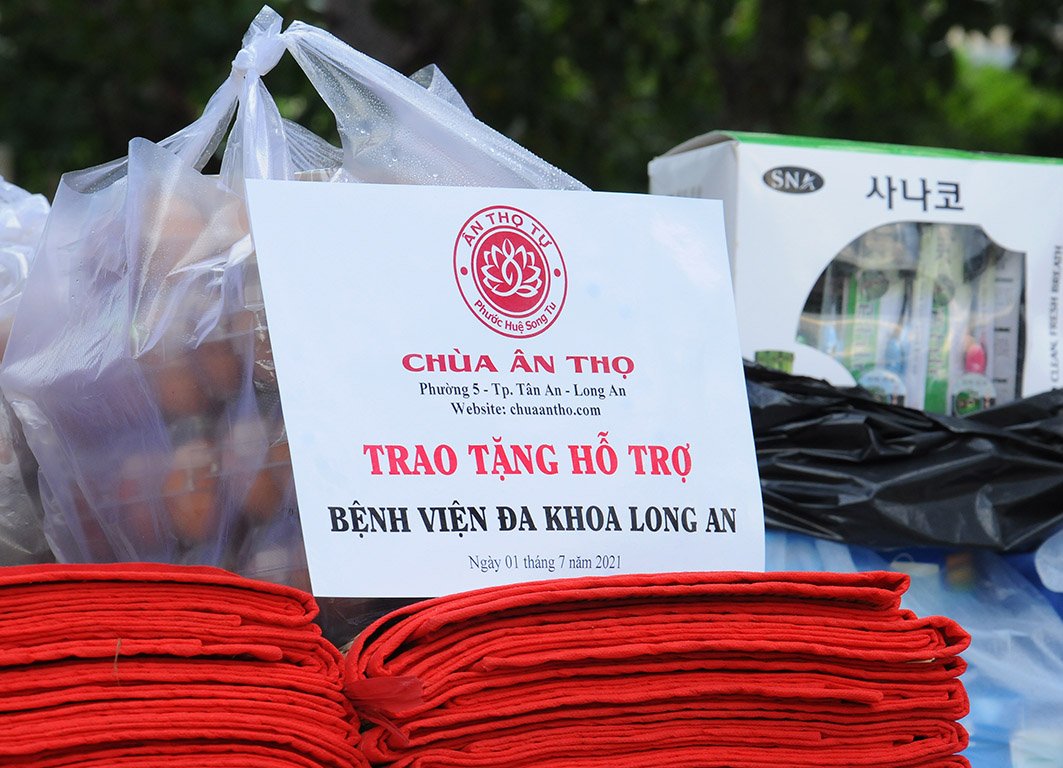 ÂN THỌ TỰ
Phước Huệ Song Tu
CHÙA ÂN THỌ
Phường 5 - Tp. Tân An - Long An
Website: chuaantho.com
TRAO TẶNG HỖ TRỢ
BỆNH VIỆN ĐA KHOA LONG AN
Ngày 01 tháng 7 năm 2021
SNA
사나코
CLEAN, FRESH BREATH